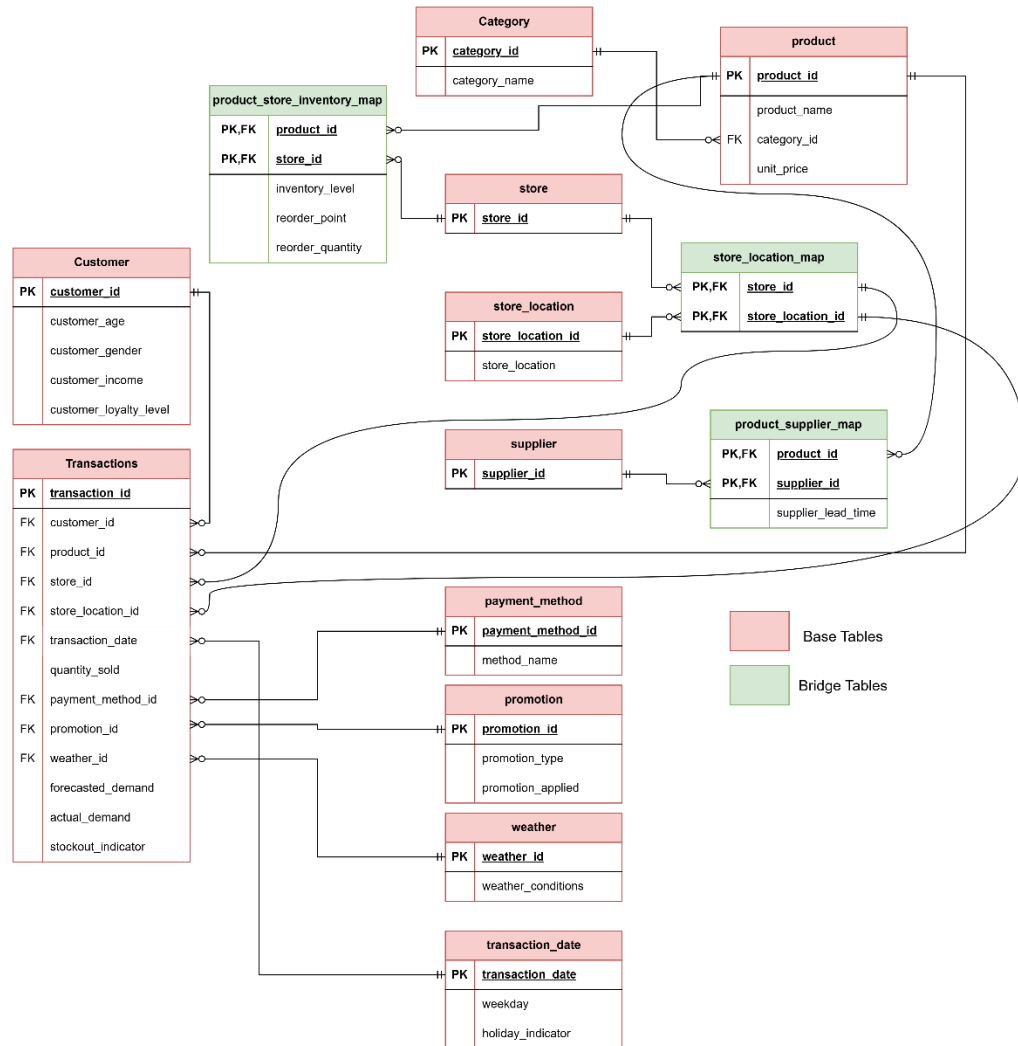 Category
PK category_id
category_name
product
PK product_id
product_name
FK category_id
unit_price
product_store_inventory_map
PK,FK product_id
PK,FK store_id
inventory_level
reorder_point
reorder_quantity
store
PK store_id
store_location_map
PK,FK store_id
PK,FK store_location_id
Customer
PK customer_id
customer_age
customer_gender
customer_income
customer_loyalty_level
store_location
PK store_location_id
store_location
product_supplier_map
PK,FK product_id
PK,FK supplier_id
supplier_lead_time
supplier
PK supplier_id
Transactions
PK transaction_id
FK customer_id
FK product_id
FK store_id
FK store_location_id
FK transaction_date
quantity_sold
FK payment_method_id
FK promotion_id
FK weather_id
forecasted_demand
actual_demand
stockout_indicator
payment_method
PK payment_method_id
method_name
promotion
PK promotion_id
promotion_type
promotion_applied
weather
PK weather_id
weather_conditions
transaction_date
PK transaction_date
weekday
holiday_indicator
Base Tables
Bridge Tables